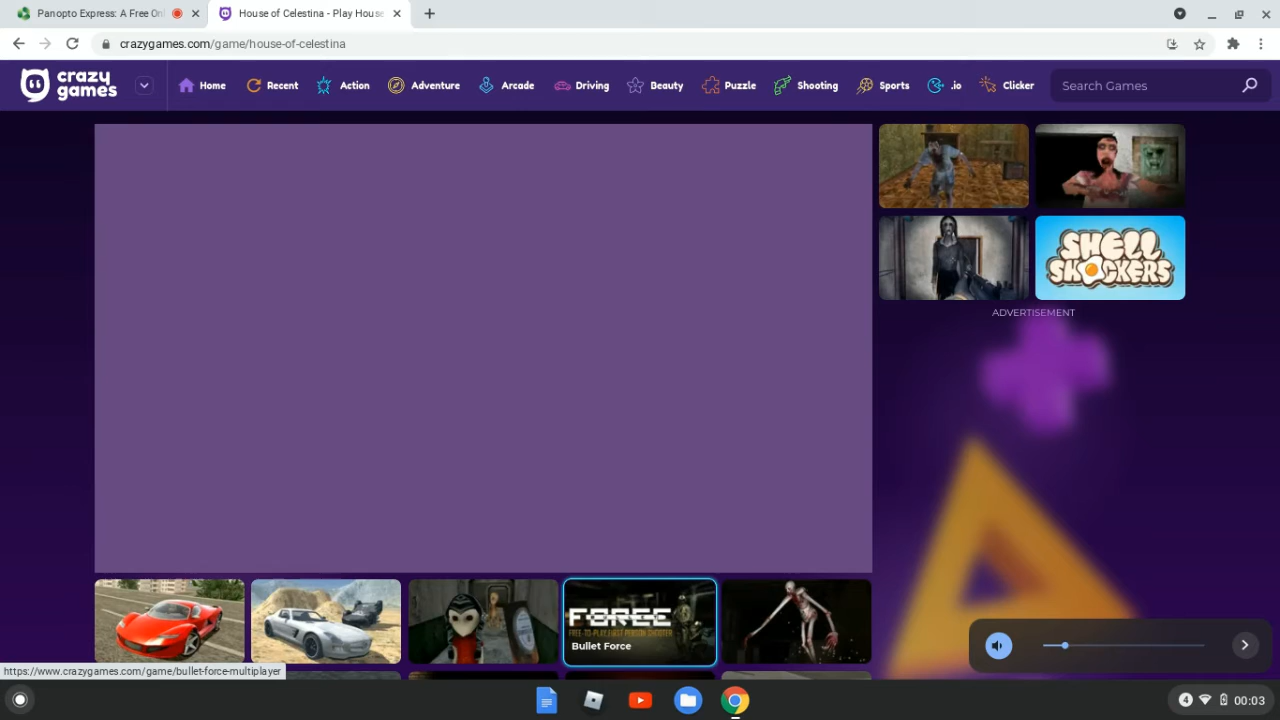 Panopto Express: A Free Onl
House of Celestina - Play House
crazygames.com/game/house-of-celestina
crazy games
Home
Recent
Action
Adventure
Arcade
Driving
Beauty
Puzzle
Shooting
Sports
.io
Clicker
Search Games
SHELL SHOCKERS
ADVERTISEMENT
FORCE
FREE-TO-PLAY FIRST PERSON SHOOTER
Bullet Force
https://www.crazygames.com/game/bullet-force-multiplayer
4
00:03